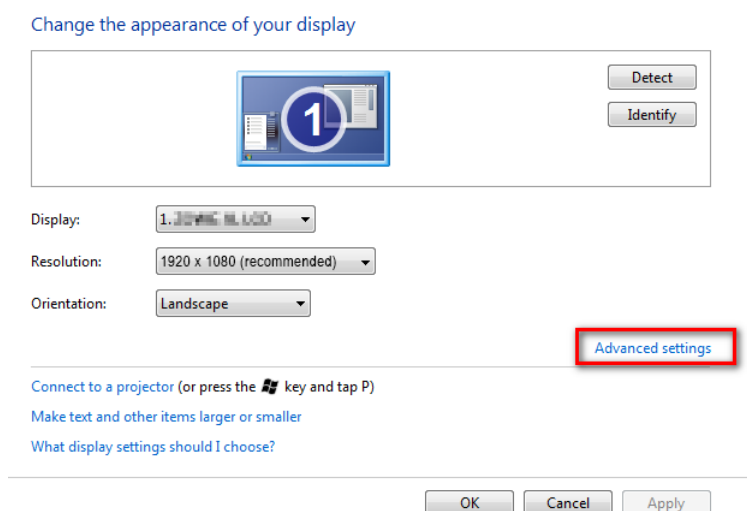 Change the appearance of your display
Detect
1
Identify
Display: 1.
Resolution: 1920 x 1080 (recommended)
Orientation: Landscape
Advanced settings
Connect to a projector (or press the key and tap P)
Make text and other items larger or smaller
What display settings should I choose?
OK Cancel Apply